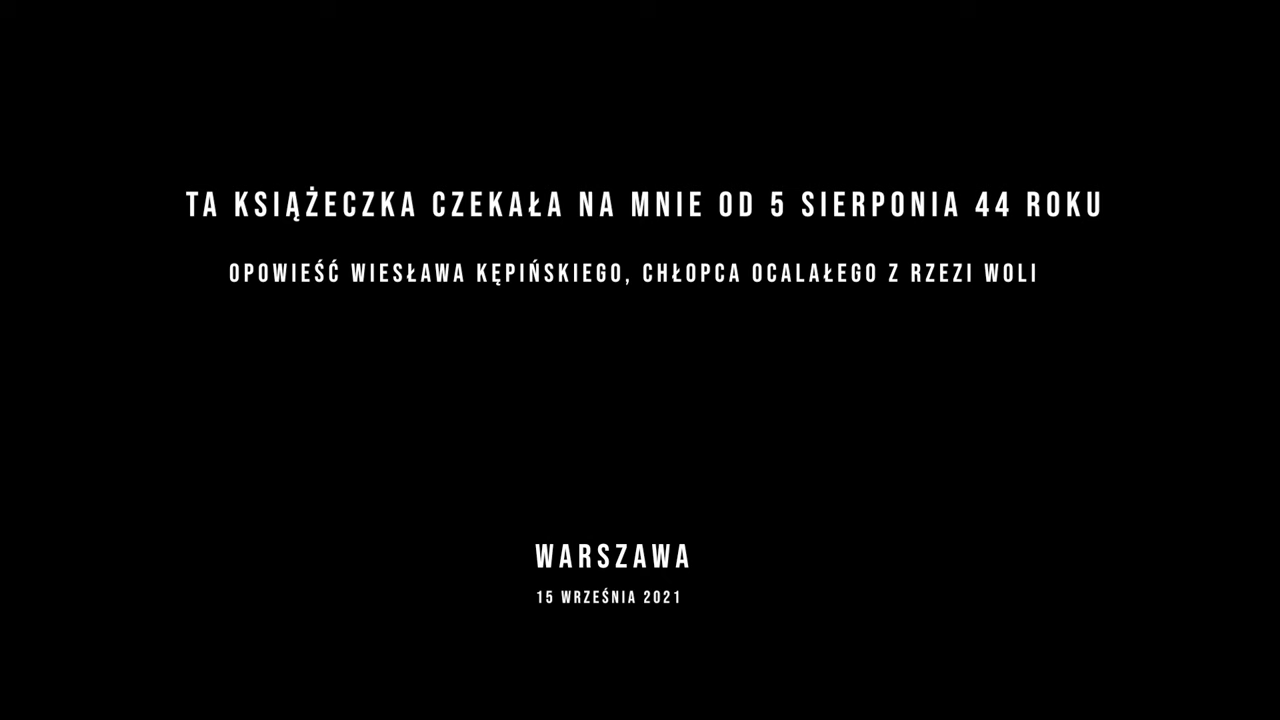 TA KSIĄŻECZKA CZEKAŁA NA MNIE OD 5 SIERPONIA 44 ROKU
OPOWIEŚĆ WIESŁAWA KĘPIŃSKIEGO, CHŁOPCA OCALAŁEGO Z RZEZI WOLI
WARSZAWA
15 WRZEŚNIA 2021